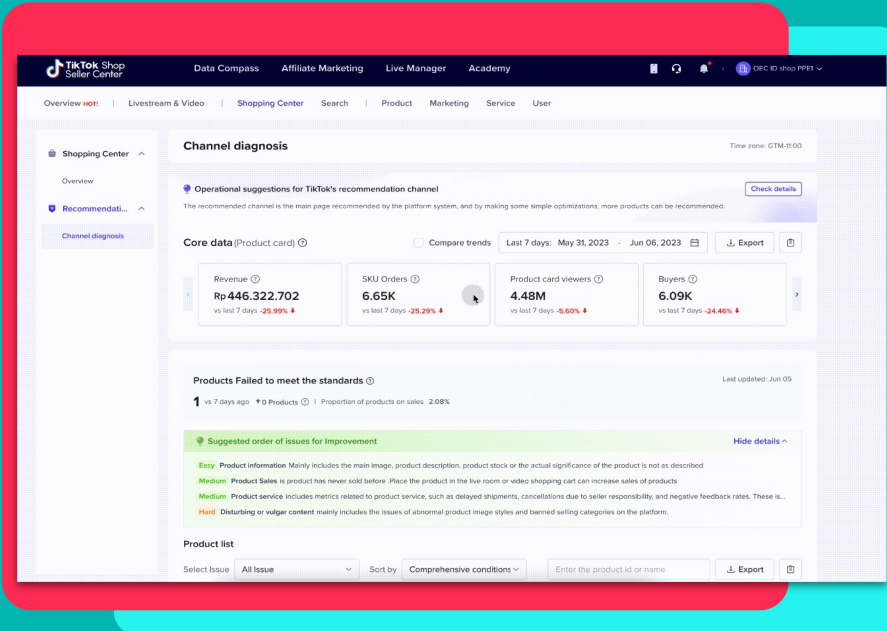 TikTok Shop
Seller Center
Data Compass Affiliate Marketing Live Manager Academy OEC ID shop PPE1
Overview HOT! Livestream & Video Shopping Center Search Product Marketing Service User
Shopping Center
Overview
Recommendati...
Channel diagnosis
Channel diagnosis
Time zone: GTM-11:00
Operational suggestions for TikTok's recommendation channel
Check details
The recommended channel is the main page recommended by the platform system, and by making some simple optimizations, more products can be recommended.
Core data (Product card)
Compare trends
Last 7 days: May 31, 2023 - Jun 06, 2023
Export
Revenue
Rp 446.322.702
vs last 7 days -25.99%
SKU Orders
6.65K
vs last 7 days -25.29%
Product card viewers
4.48M
vs last 7 days -5.60%
Buyers
6.09K
vs last 7 days -24.46%
Products Failed to meet the standards
Last updated: Jun 05
1 vs 7 days ago 0 Products | Proportian of products on sales 2.08%
Suggested order of issues for Improvement
Hide details
Easy Product information Mainly includes the main image, product description, product stock or the actual significance of the product is not as described
Medium Product Sales is product has never sold before .Place the product in the live room or video shopping cart can increase sales of products
Medium Product service includes metrics related to product service, such as delayed shipments, cancellations due to seller responsibility, and negative feedback rates. These is...
Hard Disturbing or vulgar content mainly includes the issues of abnormal product image styles and banned selling categories on the platform.
Product list
Select Issue All Issue Sort by Comprehensive conditions Enter the product id or name Export